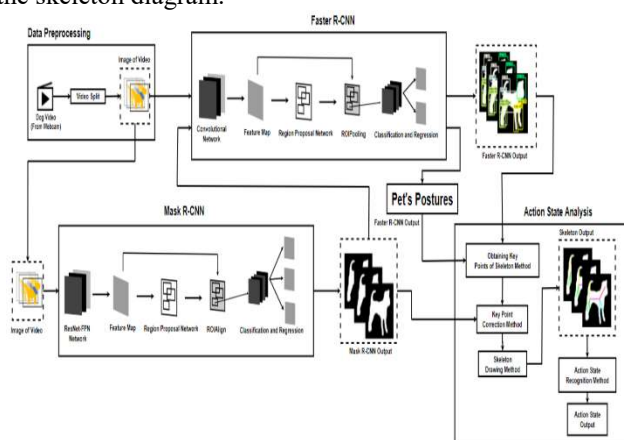 the skeleton diagram.
Faster R-CNN
Data Preprocessing
Image of Video
Video Split
Dog Video
(From Webcam)
Convolutional
Network
Feature Map
Region Proposal Network
ROIPooling
Classification and Regression
Faster R-CNN Output
Pet's Postures
Faster R-CNN Output
Mask R-CNN
Action State Analysis
Skeleton Output
Obtaining Key
Points of Skeleton Method
Image of Video
ResNet-FPN
Network
Feature Map
Region Proposal Network
ROIAlign
Classification and Regression
Mask R-CNN Output
Key Point
Correction Method
Skeleton
Drawing Method
Action State
Recognition Method
Action State
Output